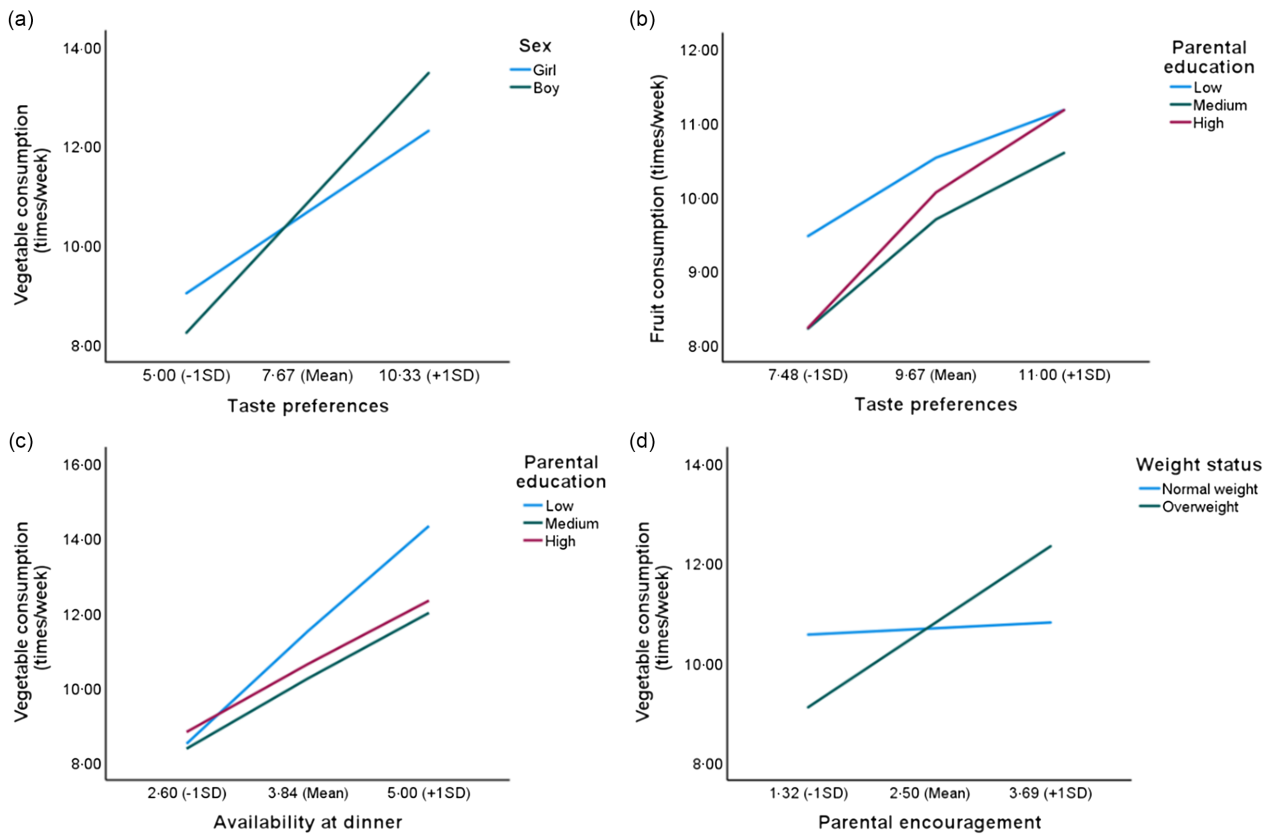 (a)
Sex
Girl
Boy
Vegetable consumption
(times/week)
14·00
12·00
10·00
8·00
5·00 (-1SD) 7·67 (Mean) 10·33 (+1SD)
Taste preferences
(b)
Parental
education
Low
Medium
High
Fruit consumption (times/week)
12·00
11·00
10·00
9·00
8·00
7·48 (-1SD) 9·67 (Mean) 11·00 (+1SD)
Taste preferences
(c)
Parental
education
Low
Medium
High
Vegetable consumption
(times/week)
16·00
14·00
12·00
10·00
8·00
2·60 (-1SD) 3·84 (Mean) 5·00 (+1SD)
Availability at dinner
(d)
Weight status
Normal weight
Overweight
Vegetable consumption
(times/week)
14·00
12·00
10·00
8·00
1·32 (-1SD) 2·50 (Mean) 3·69 (+1SD)
Parental encouragement